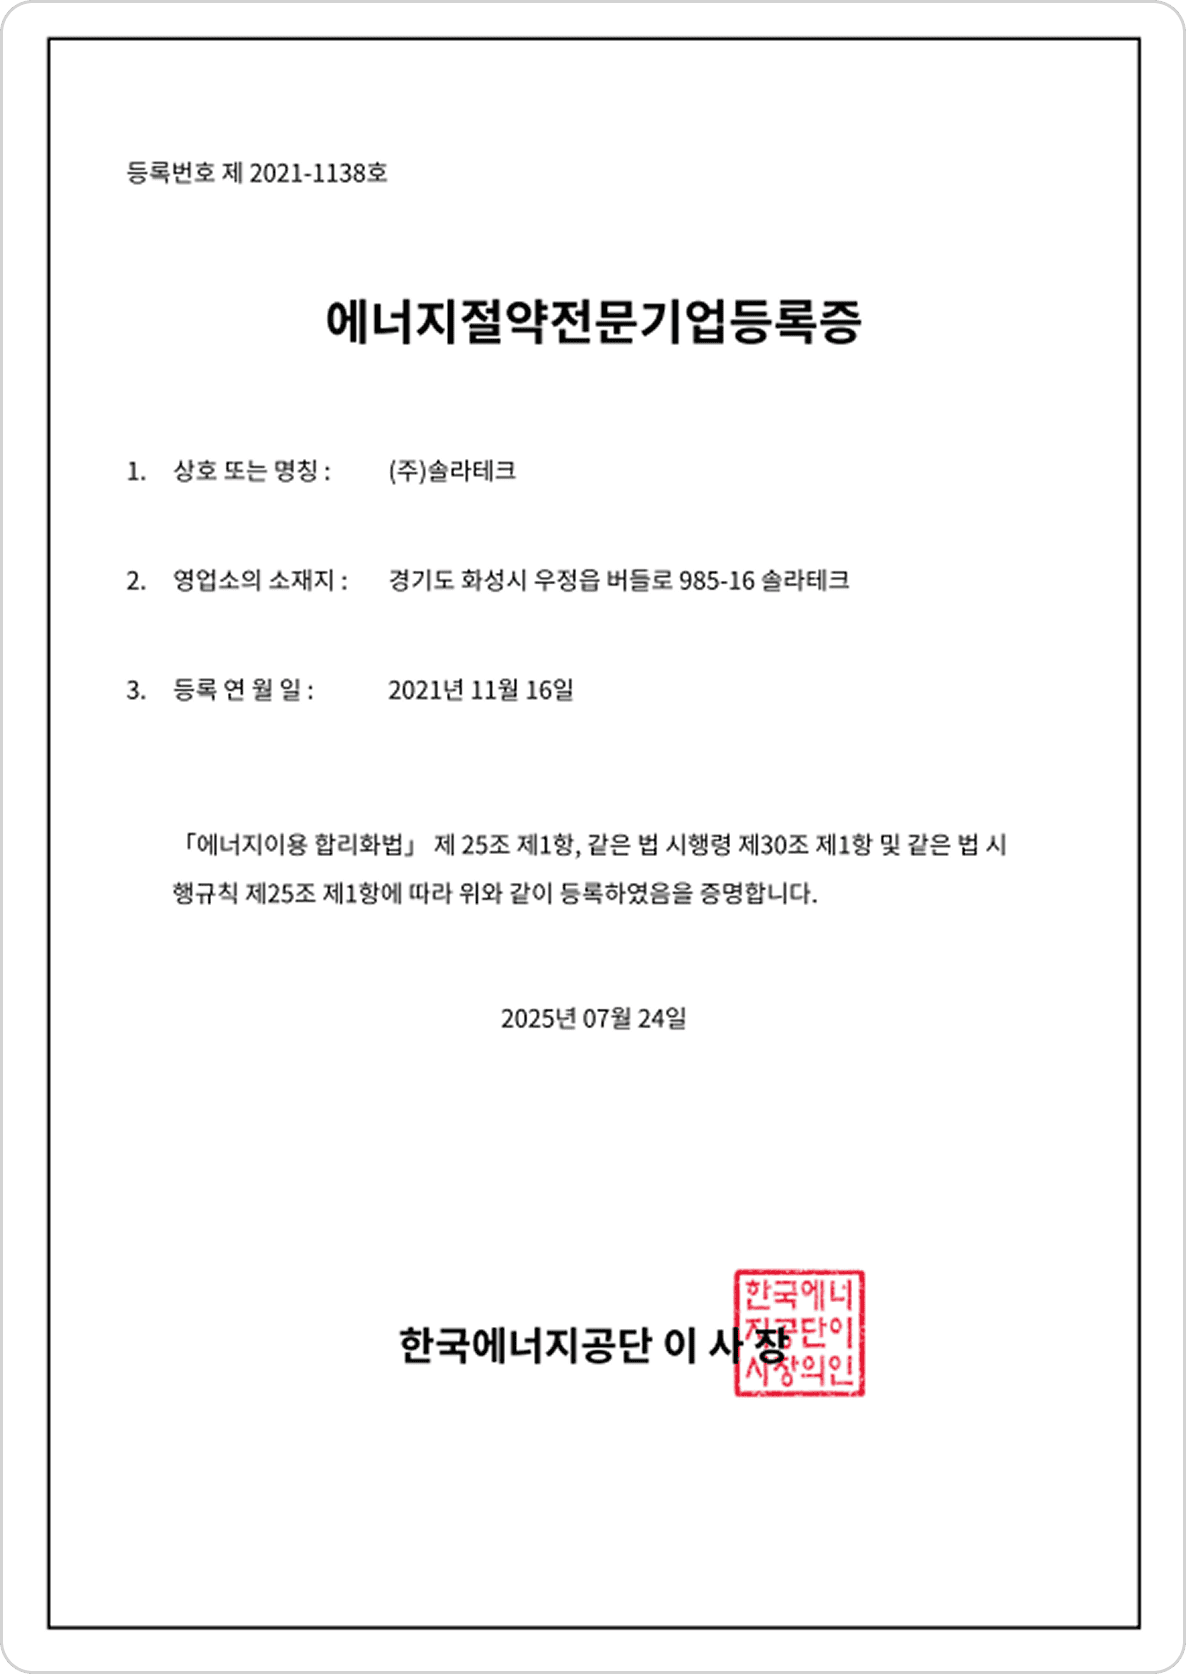 등록번호 제 2021-1138호
에너지절약전문기업등록증
1. 상호 또는 명칭 : (주)솔라테크
2. 영업소의 소재지 : 경기도 화성시 우정읍 버들로 985-16 솔라테크
3. 등록 연 월 일 : 2021년 11월 16일
「에너지이용 합리화법」 제 25조 제1항, 같은 법 시행령 제30조 제1항 및 같은 법 시
행규칙 제25조 제1항에 따라 위와 같이 등록하였음을 증명합니다.
2025년 07월 24일
한국에너지공단 이 사 장
한국에너
지공단이
사장의인